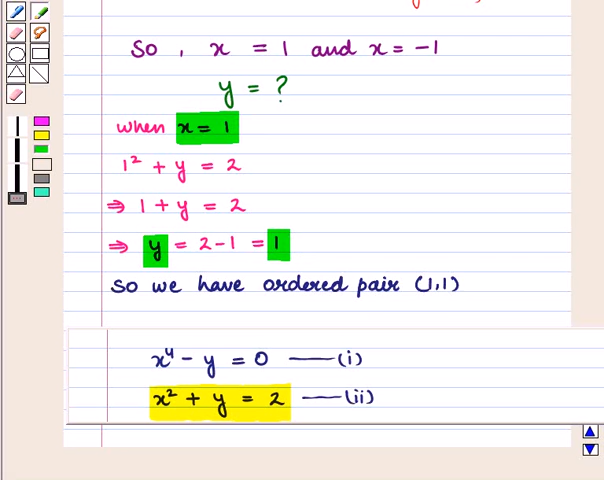 So , x = 1 and x = -1
y = ?
when x = 1
1² + y = 2
⇒ 1 + y = 2
⇒ y = 2 - 1 = 1
So we have ordered pair (1,1)
x⁴ - y = 0 —— (i)
x² + y = 2 —— (ii)